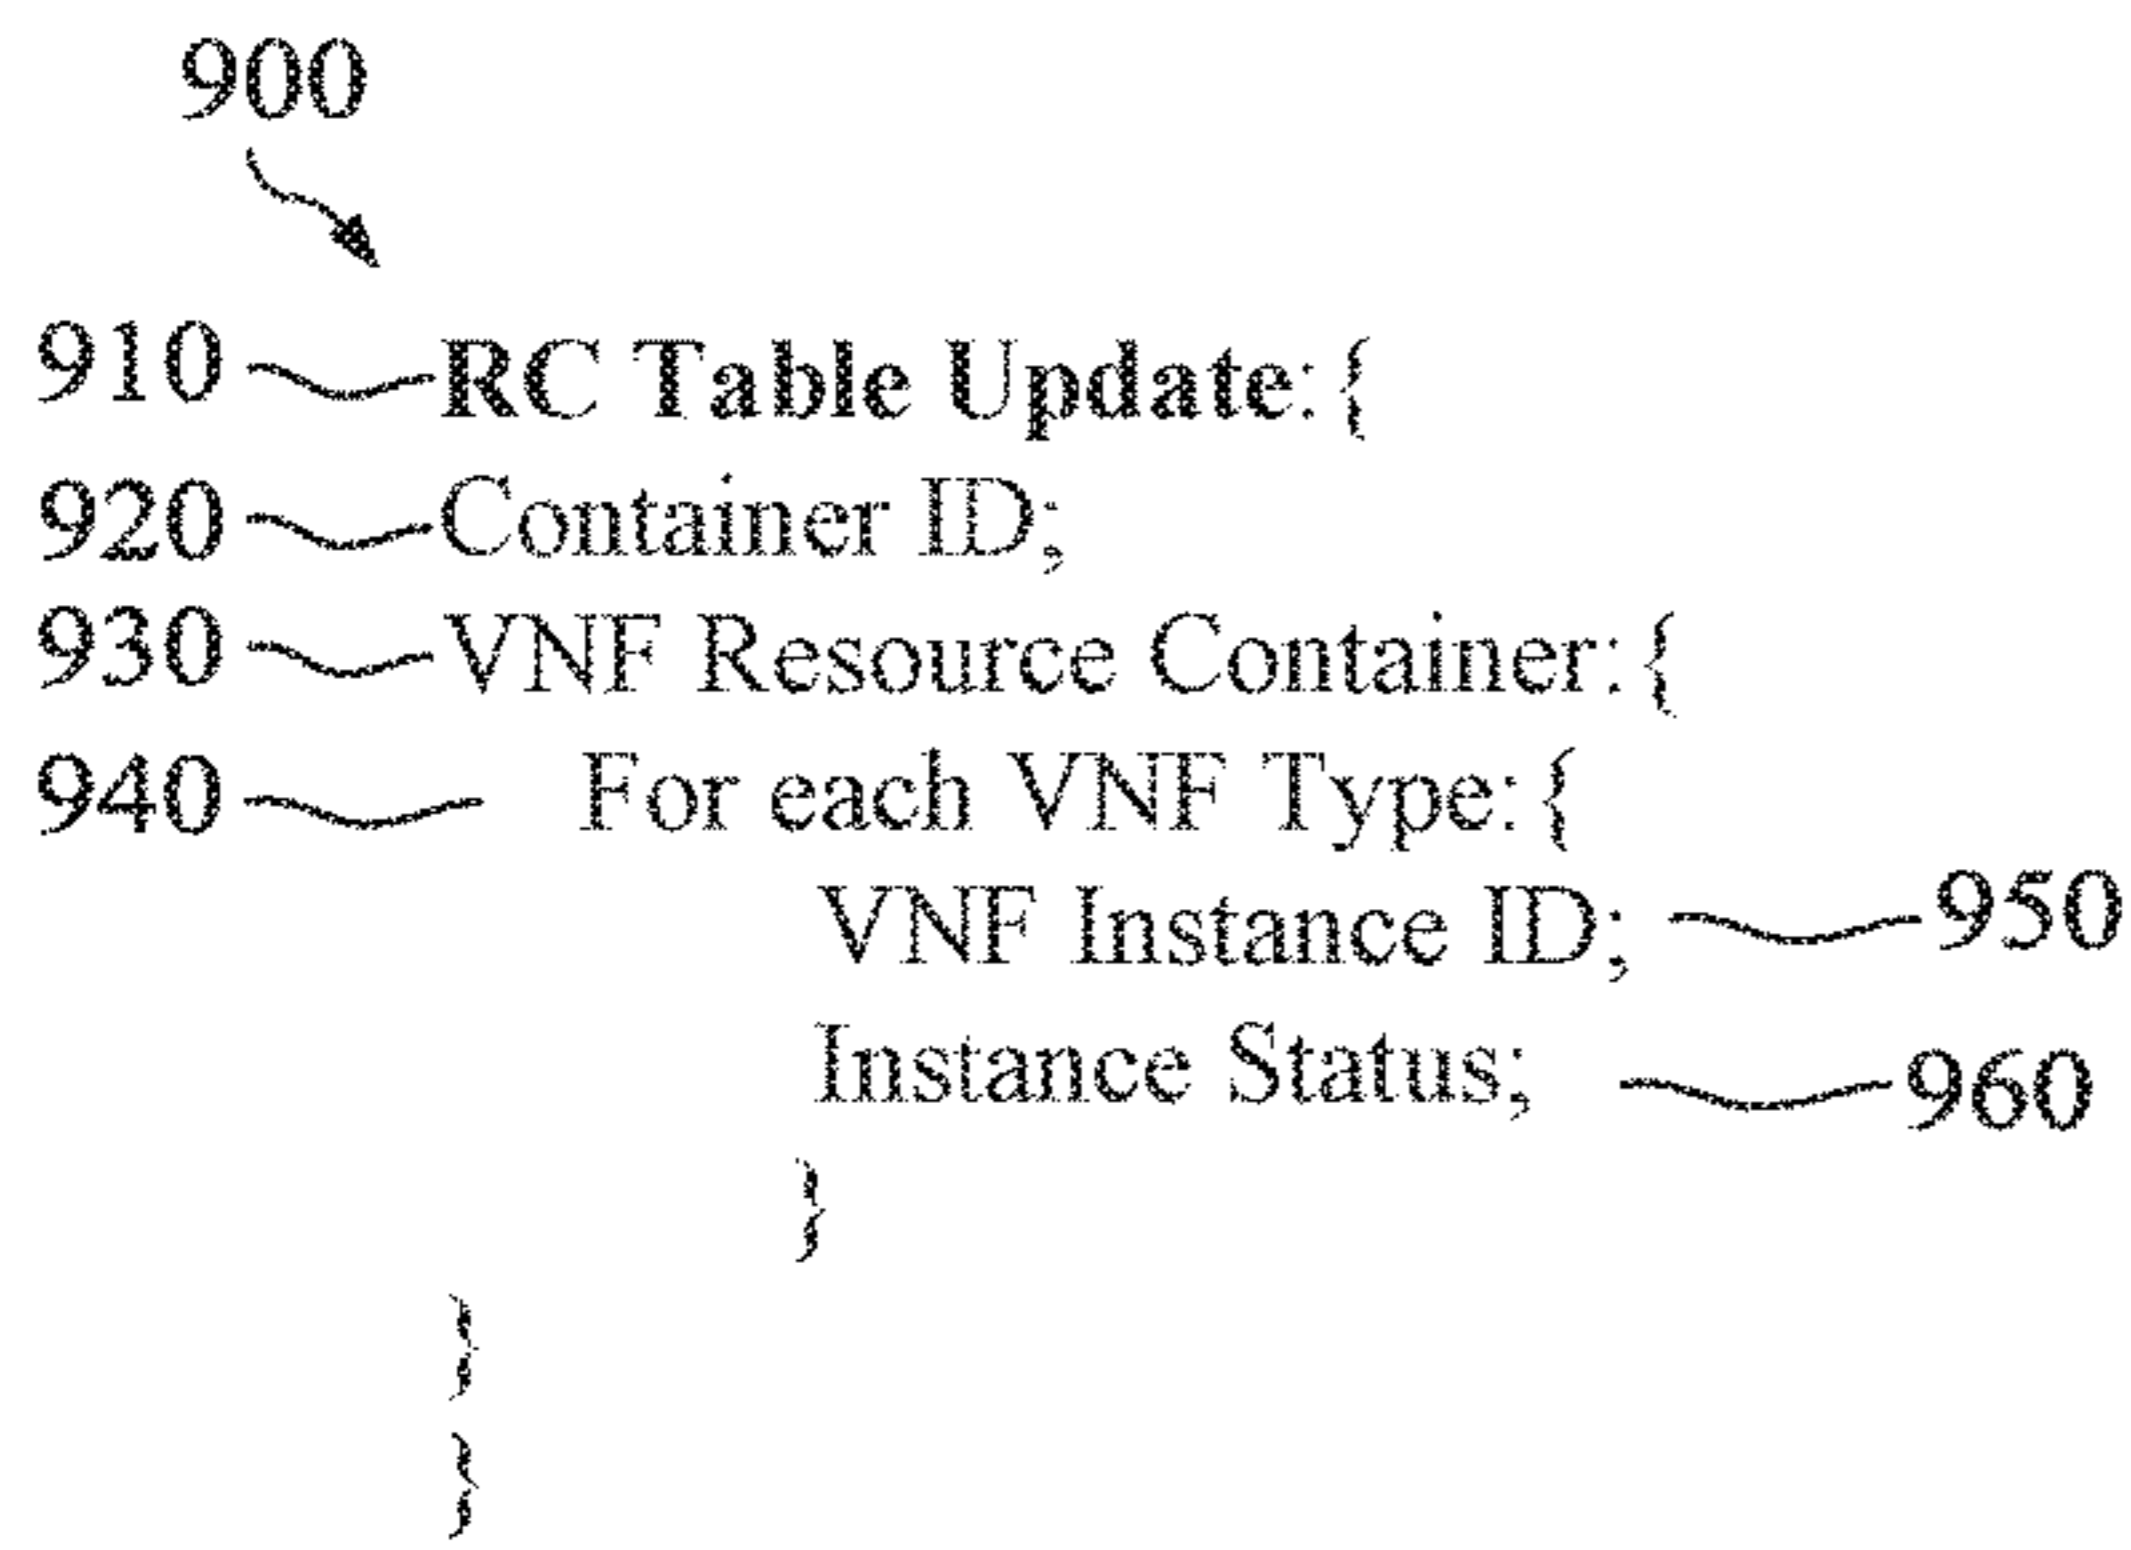 900
910 RC Table Update:{
920 Container ID;
930 VNF Resource Container:{
940 For each VNF Type:{
VNF Instance ID; 950
Instance Status; 960
}
}
}